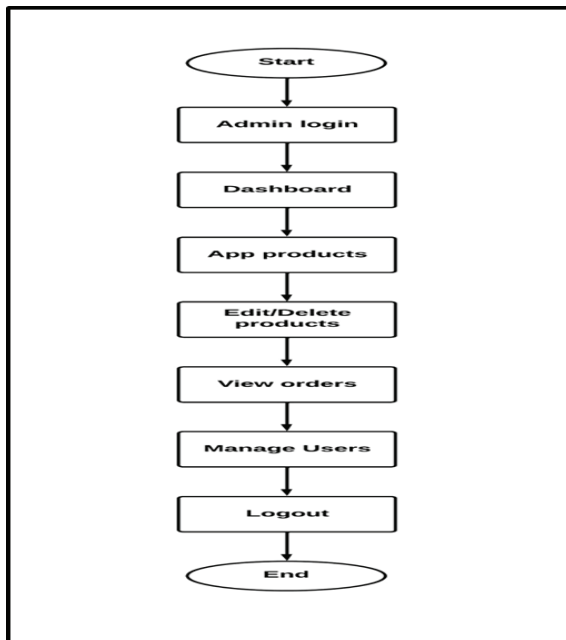 Start
Admin login
Dashboard
App products
Edit/Delete
products
View orders
Manage Users
Logout
End